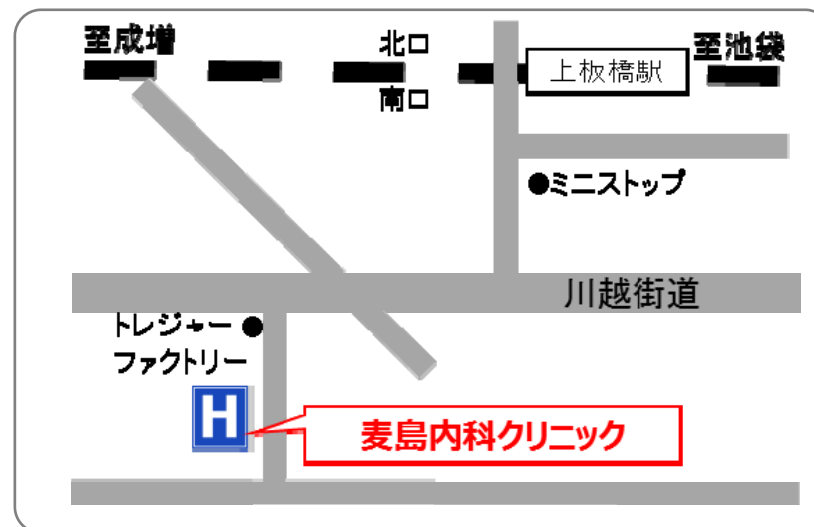 至成増
北口
至池袋
上板橋駅
南口
●ミニストップ
川越街道
トレジャー●
ファクトリー
H
麦島内科クリニック